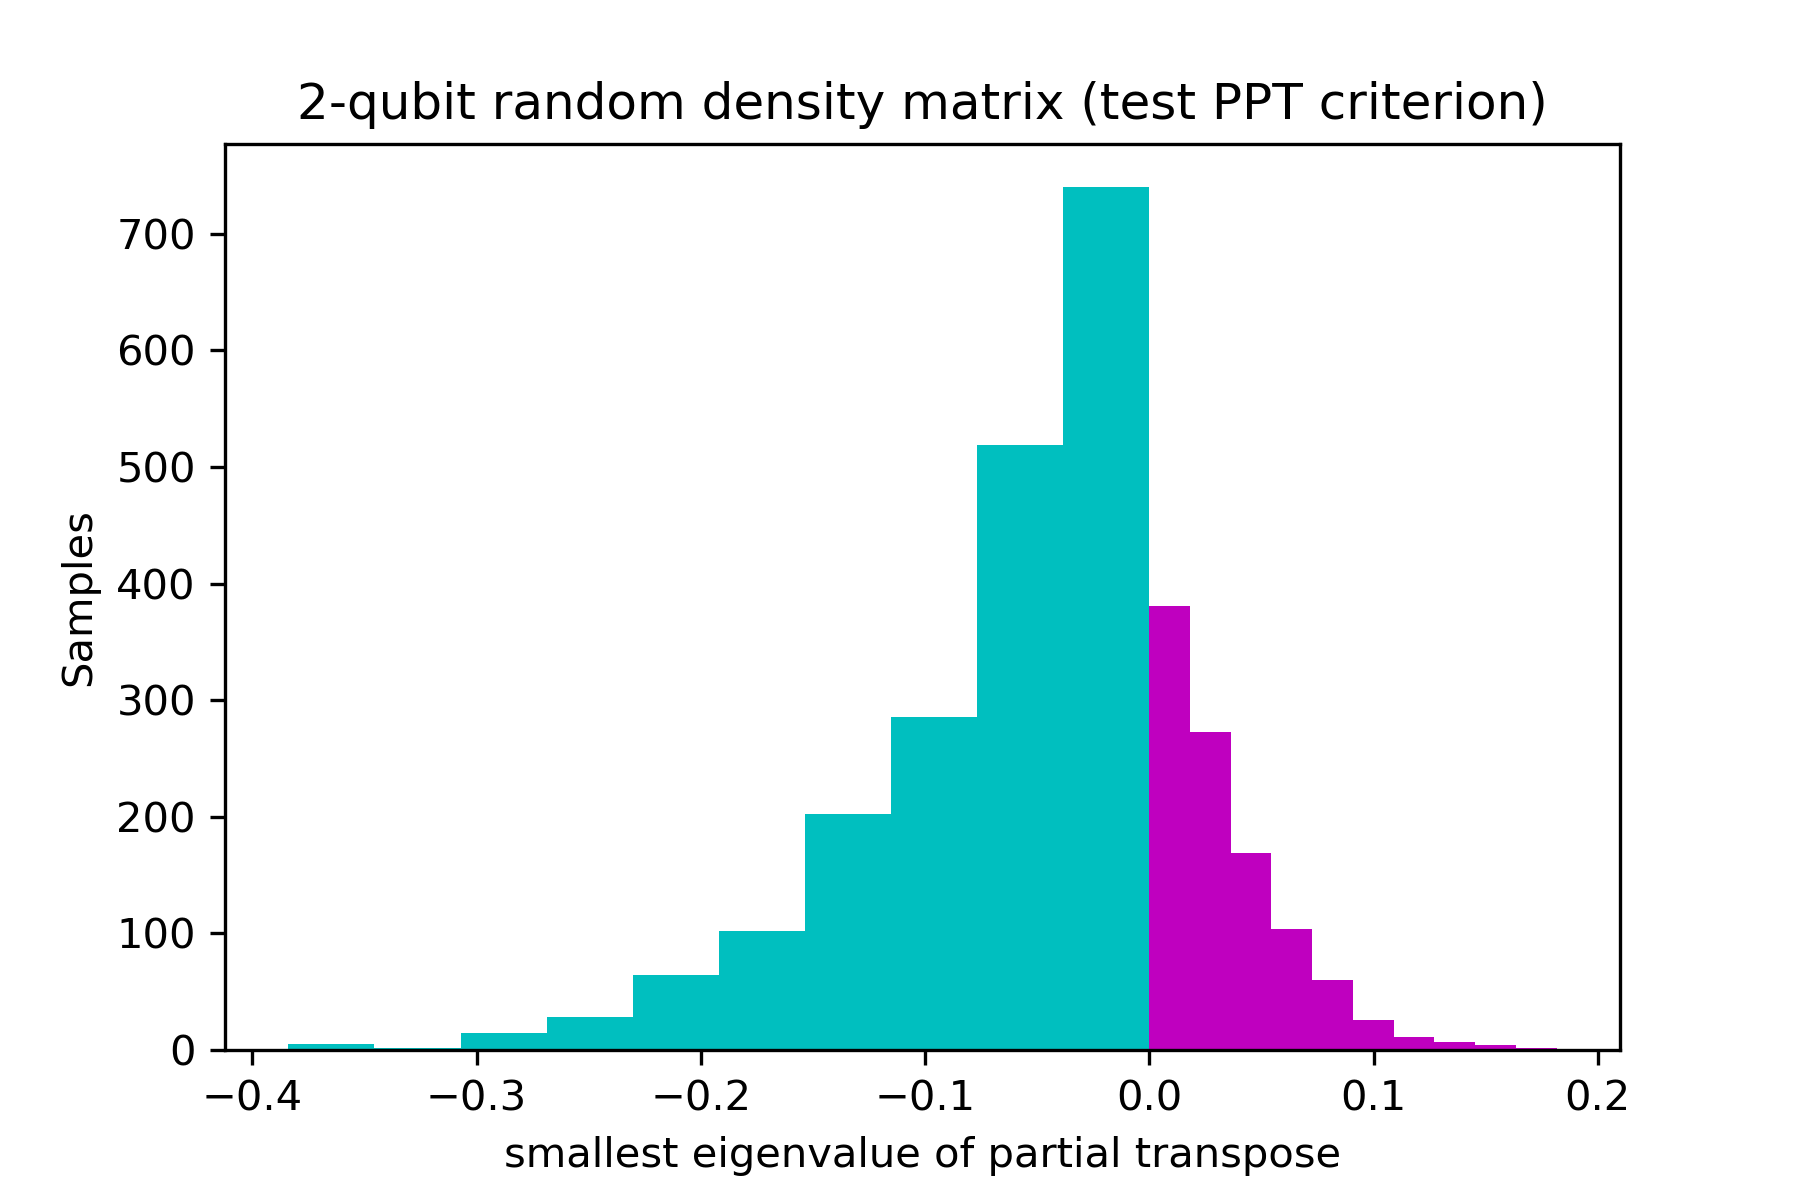 2-qubit random density matrix (test PPT criterion)
700
600
500
400
300
200
100
0
Samples
−0.4 −0.3 −0.2 −0.1 0.0 0.1 0.2
smallest eigenvalue of partial transpose